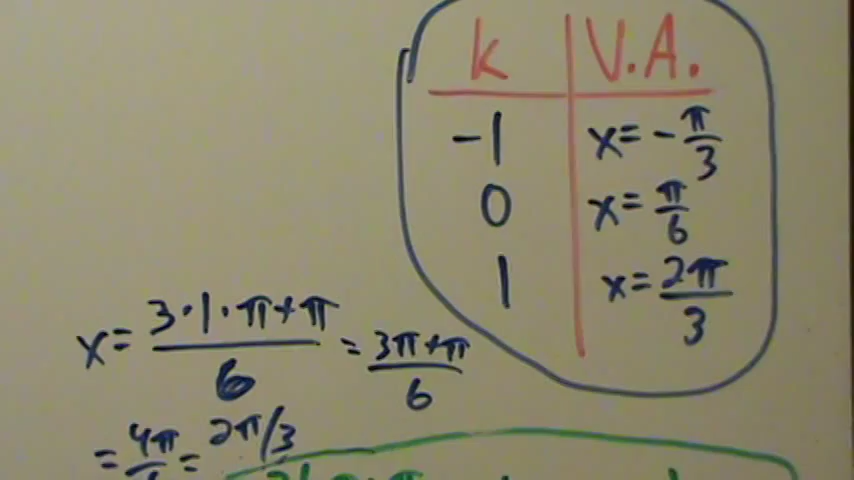 k V.A.
-1 x = -π/3
0 x = π/6
1 x = 2π/3
x = 3·1·π+π/6 = 3π+π/6
= 4π/6 = 2π/3